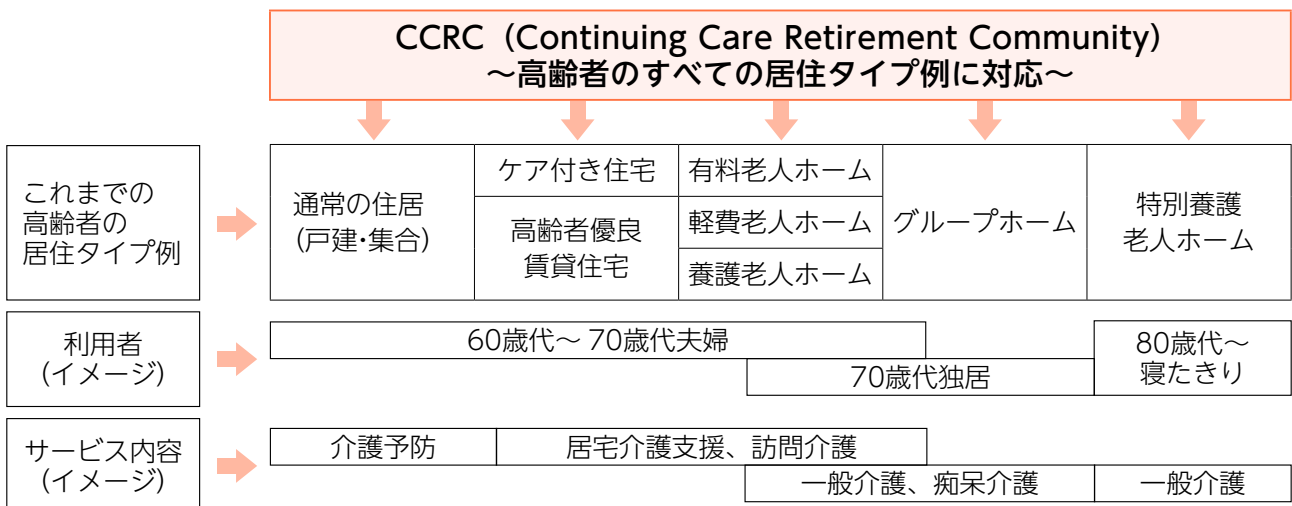 CCRC（Continuing Care Retirement Community）
～高齢者のすべての居住タイプ例に対応～
これまでの
高齢者の
居住タイプ例
通常の住居
(戸建・集合)
ケア付き住宅
高齢者優良
賃貸住宅
有料老人ホーム
軽費老人ホーム
養護老人ホーム
グループホーム
特別養護
老人ホーム
利用者
(イメージ)
60歳代～70歳代夫婦
70歳代独居
80歳代～
寝たきり
サービス内容
(イメージ)
介護予防
居宅介護支援、訪問介護
一般介護、痴呆介護
一般介護